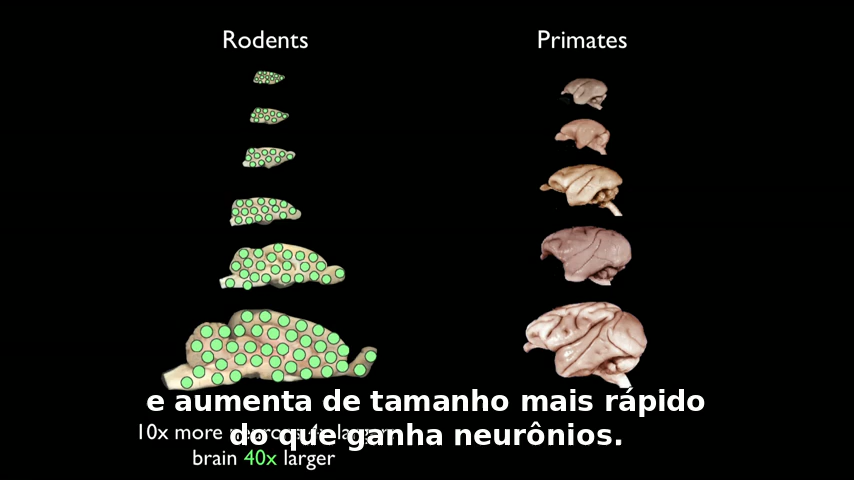 Rodents
Primates
e aumenta de tamanho mais rápido
do que ganha neurônios.
10x more
brain 40x larger